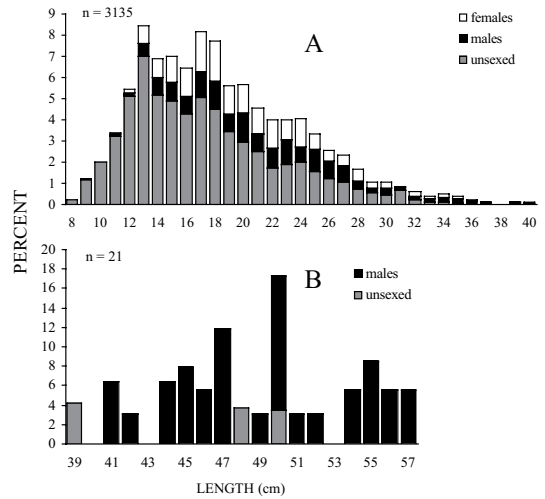 n = 3135
A
females
males
unsexed
9
8
7
6
5
4
3
2
1
0
8 10 12 13 14 16 17 18 20 22 24 26 28 30 31 32 34 36 38 40
PERCENT
n = 21
B
males
unsexed
20
18
16
14
12
10
8
6
4
2
0
39 41 43 45 47 49 51 53 55 57
LENGTH (cm)